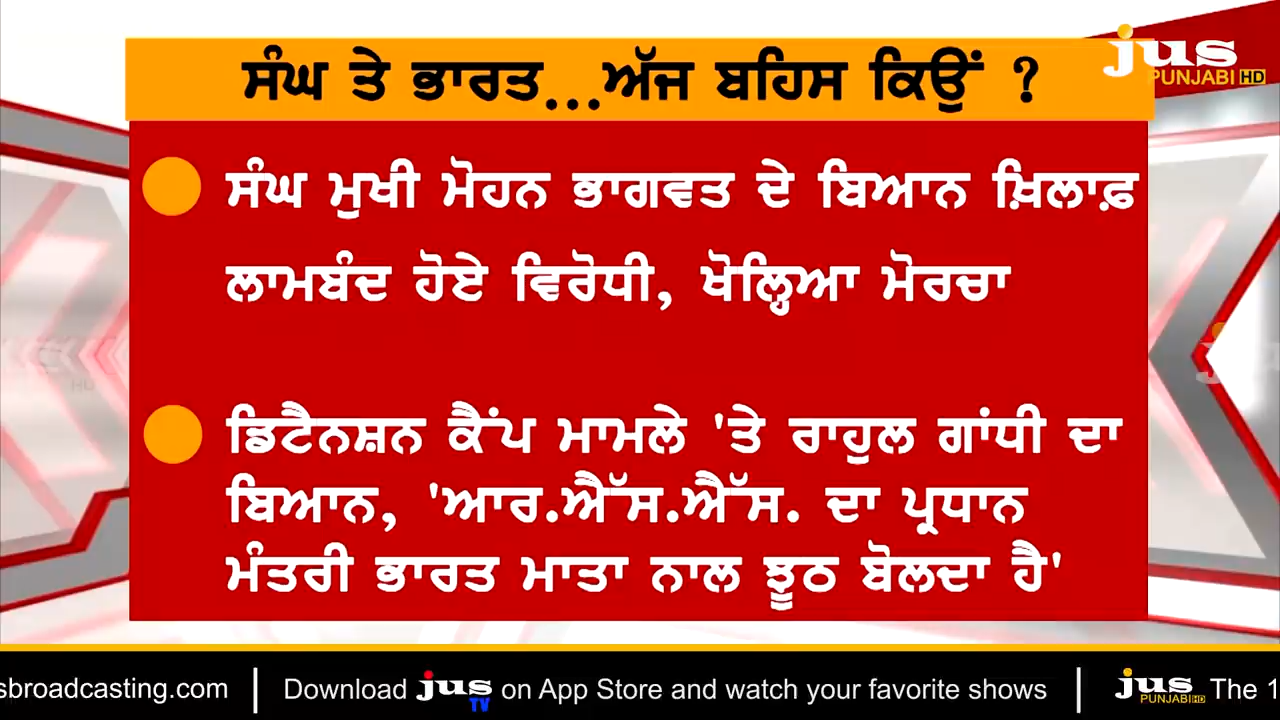 ਸੰਘ ਤੇ ਭਾਰਤ...ਅੱਜ ਬਹਿਸ ਕਿਉਂ ?
jus
PUNJABI HD
ਸੰਘ ਮੁਖੀ ਮੋਹਨ ਭਾਗਵਤ ਦੇ ਬਿਆਨ ਖ਼ਿਲਾਫ਼
ਲਾਮਬੰਦ ਹੋਏ ਵਿਰੋਧੀ, ਖੋਲ੍ਹਿਆ ਮੋਰਚਾ
ਡਿਟੈਨਸ਼ਨ ਕੈਂਪ ਮਾਮਲੇ 'ਤੇ ਰਾਹੁਲ ਗਾਂਧੀ ਦਾ
ਬਿਆਨ, 'ਆਰ.ਐੱਸ.ਐੱਸ. ਦਾ ਪ੍ਰਧਾਨ
ਮੰਤਰੀ ਭਾਰਤ ਮਾਤਾ ਨਾਲ ਝੂਠ ਬੋਲਦਾ ਹੈ'
sbroadcasting.com | Download jus TV on App Store and watch your favorite shows | jus PUNJABI HD The 1